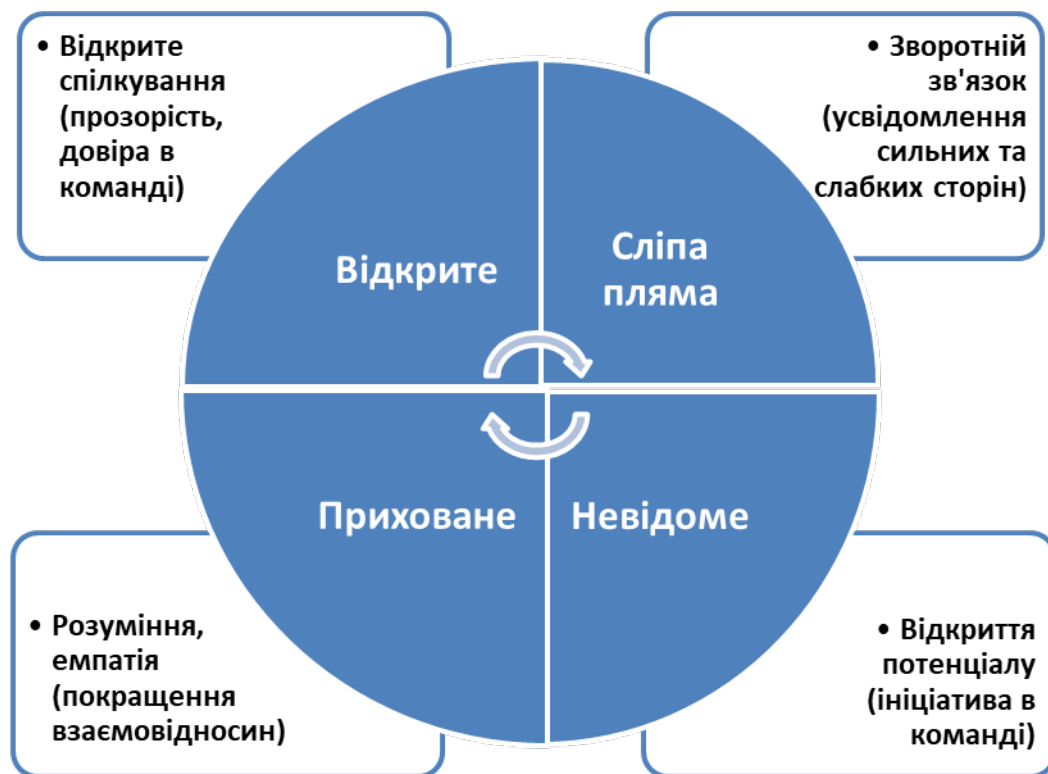 • Відкрите
спілкування
(прозорість,
довіра в
команді)
• Зворотній
зв'язок
(усвідомлення
сильних та
слабких сторін)
Відкрите
Сліпа
пляма
Приховане
Невідоме
• Розуміння,
емпатія
(покращення
взаємовідносин)
• Відкриття
потенціалу
(ініціатива в
команді)